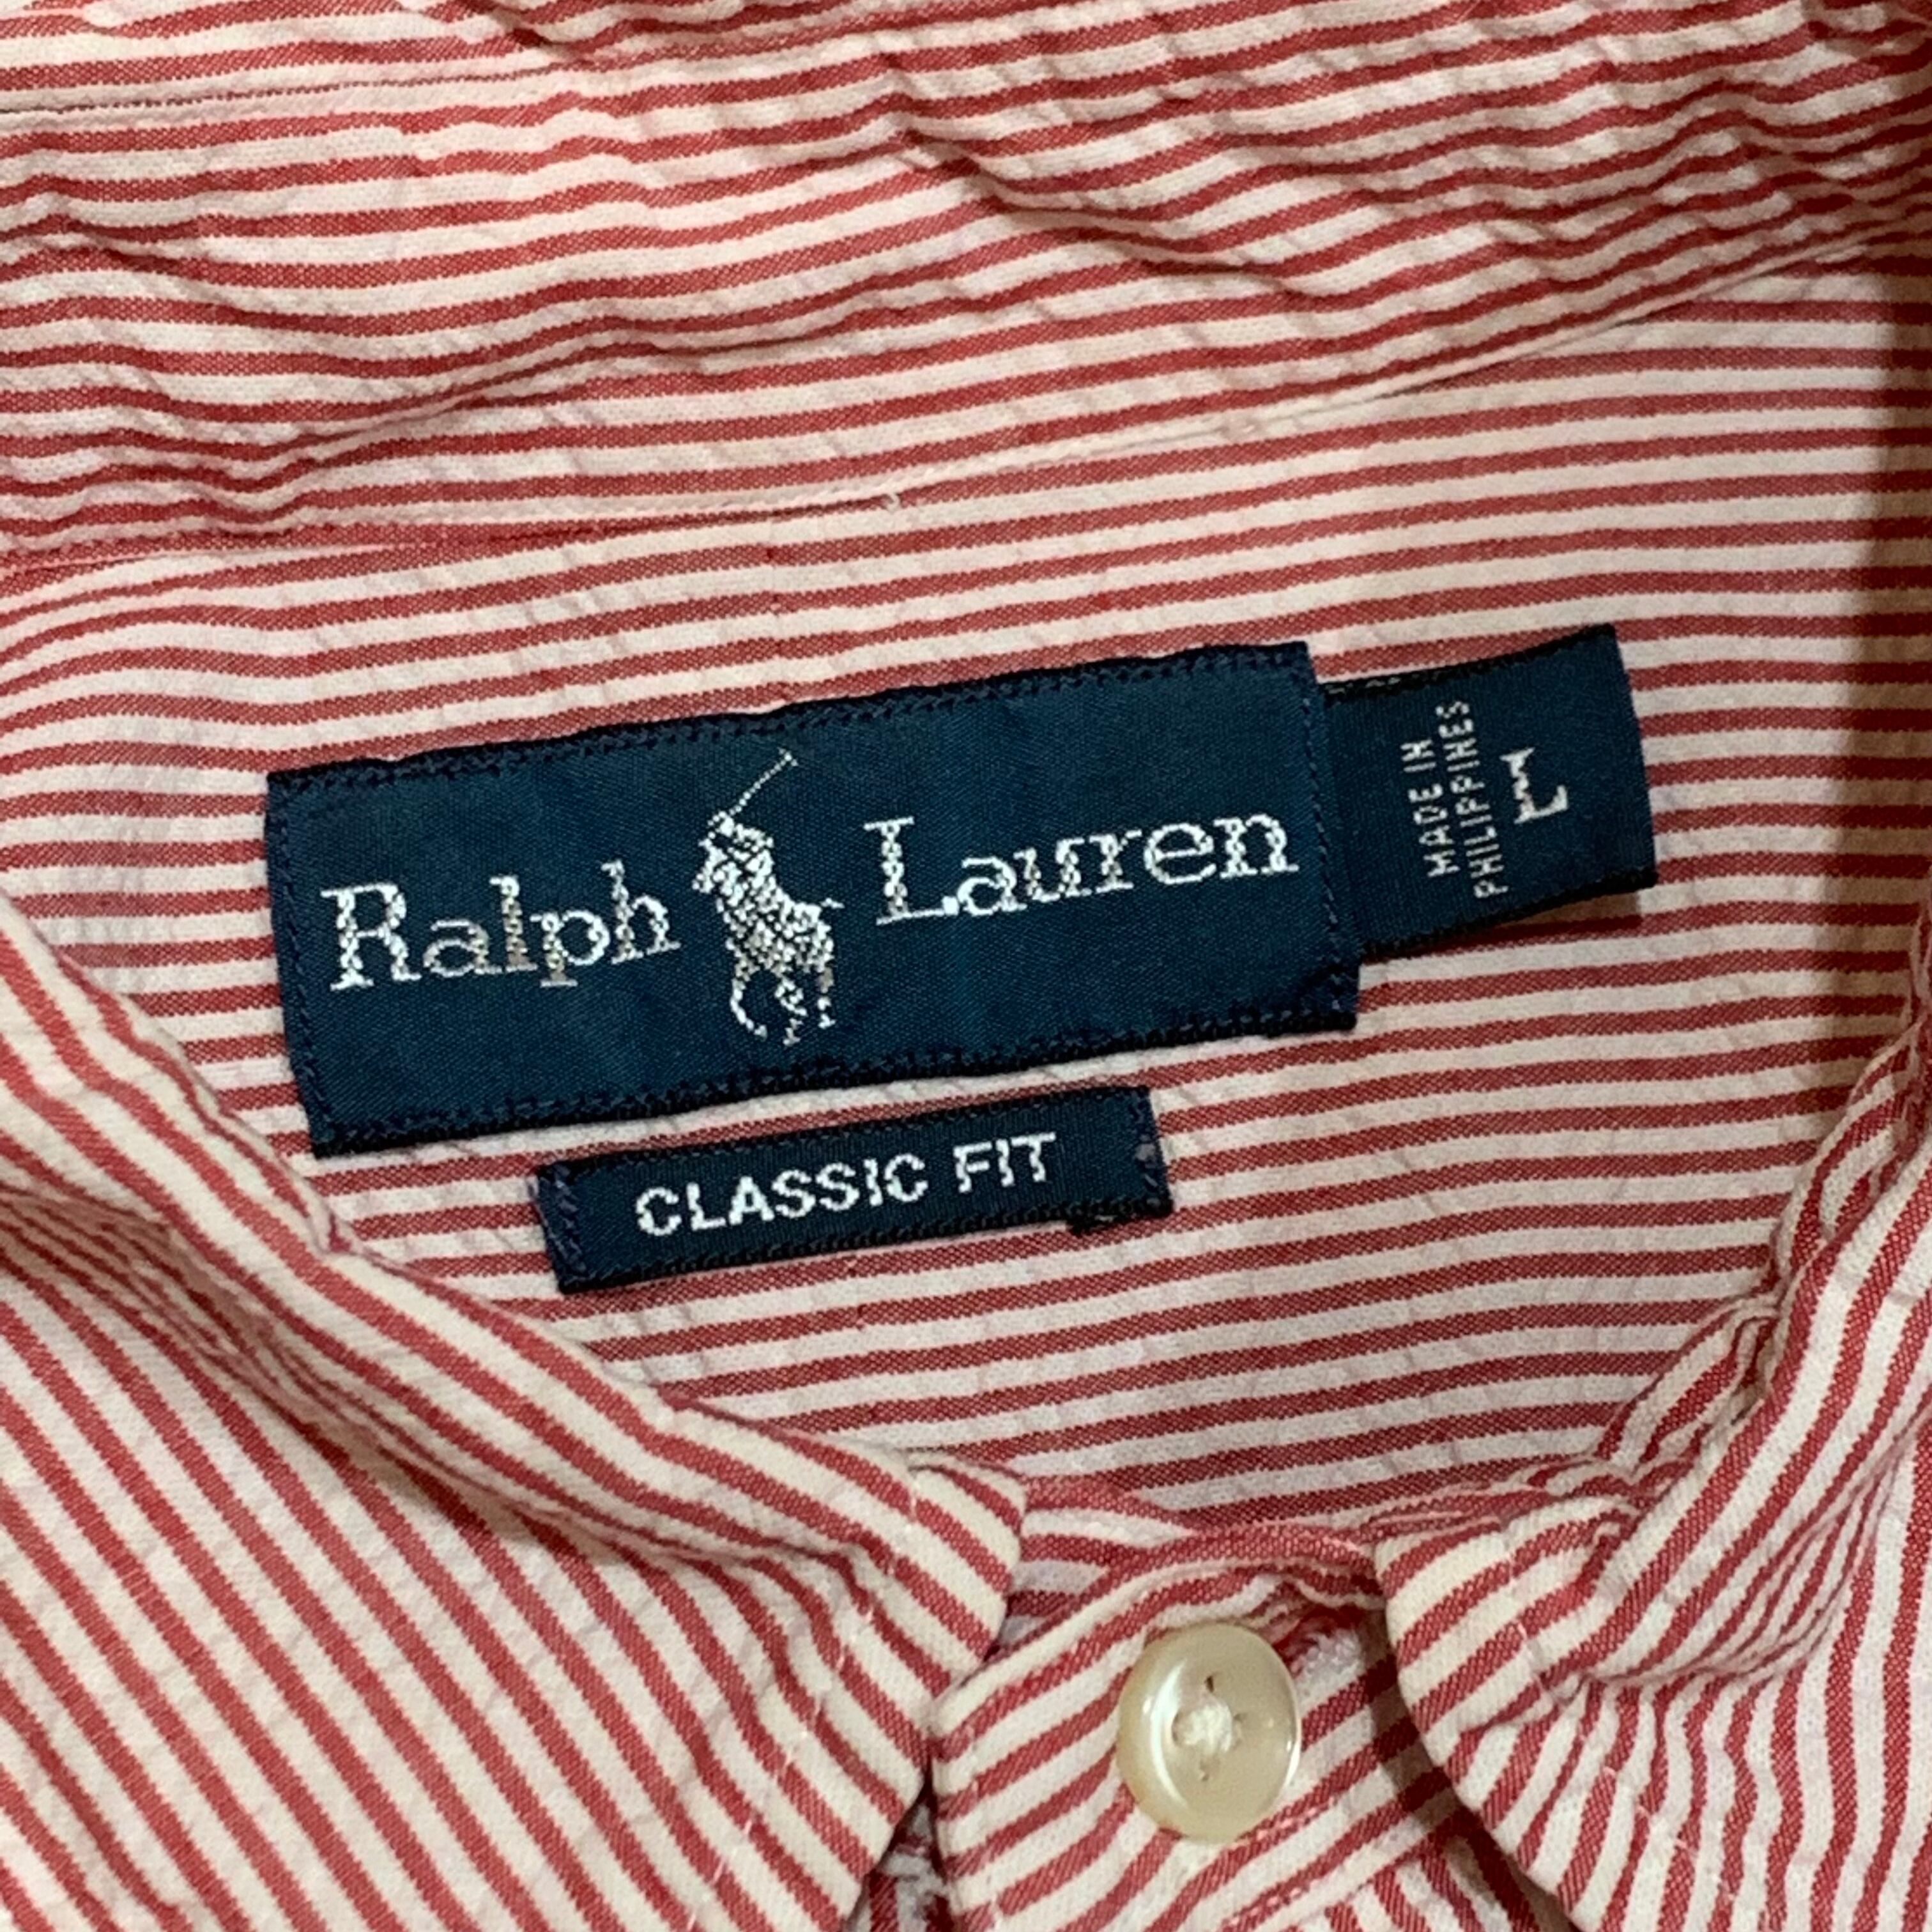 Ralph Lauren
MADE IN
PHILIPPINES
L
CLASSIC FIT